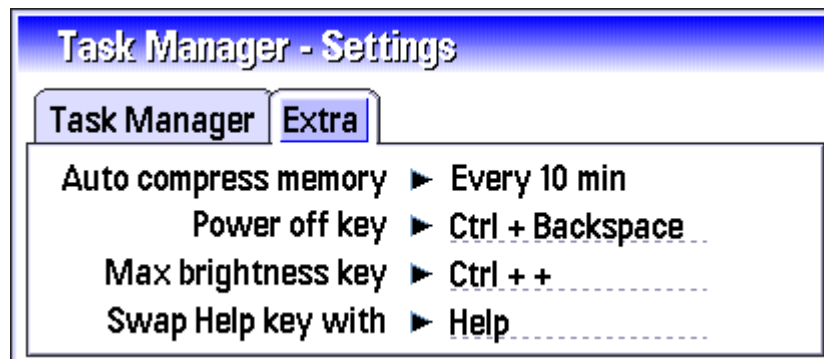 Task Manager - Settings
Task Manager Extra
Auto compress memory Every 10 min
Power off key Ctrl + Backspace
Max brightness key Ctrl + +
Swap Help key with Help